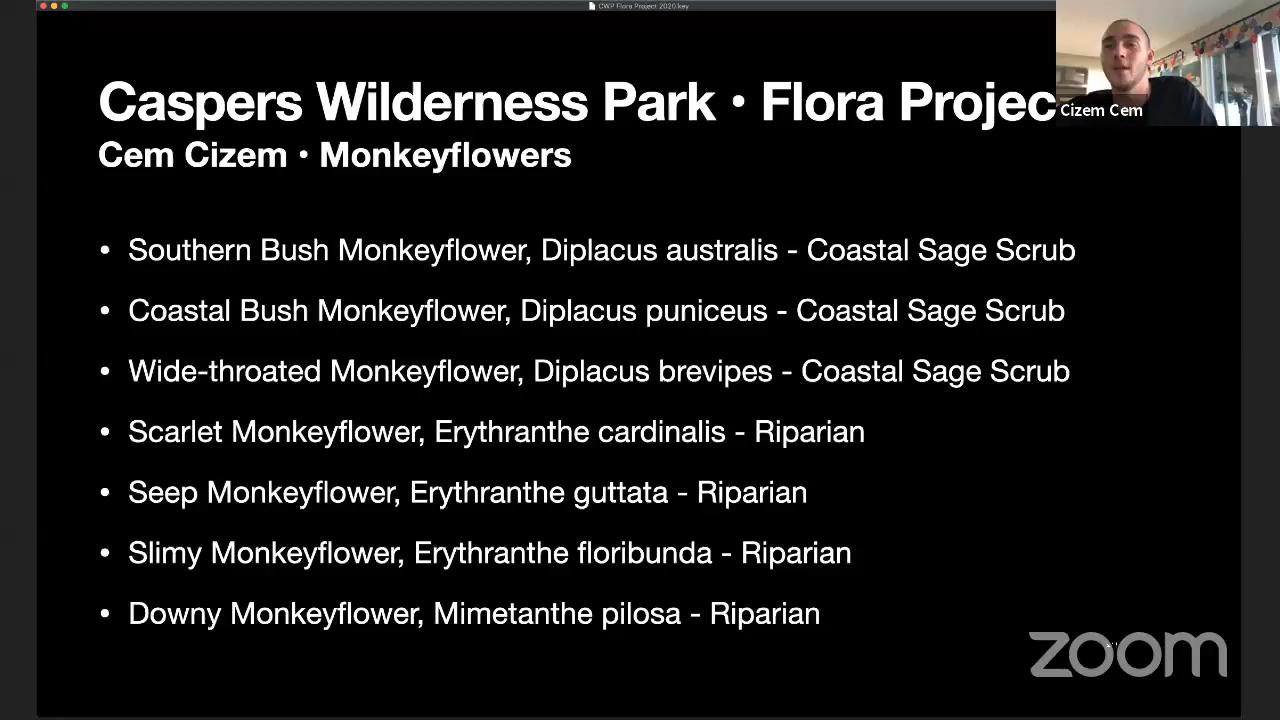 CWP Flora Project 2020.key
Caspers Wilderness Park • Flora Projec
Cizem Cem
Cem Cizem • Monkeyflowers
• Southern Bush Monkeyflower, Diplacus australis - Coastal Sage Scrub
• Coastal Bush Monkeyflower, Diplacus puniceus - Coastal Sage Scrub
• Wide-throated Monkeyflower, Diplacus brevipes - Coastal Sage Scrub
• Scarlet Monkeyflower, Erythranthe cardinalis - Riparian
• Seep Monkeyflower, Erythranthe guttata - Riparian
• Slimy Monkeyflower, Erythranthe floribunda - Riparian
• Downy Monkeyflower, Mimetanthe pilosa - Riparian
zoom